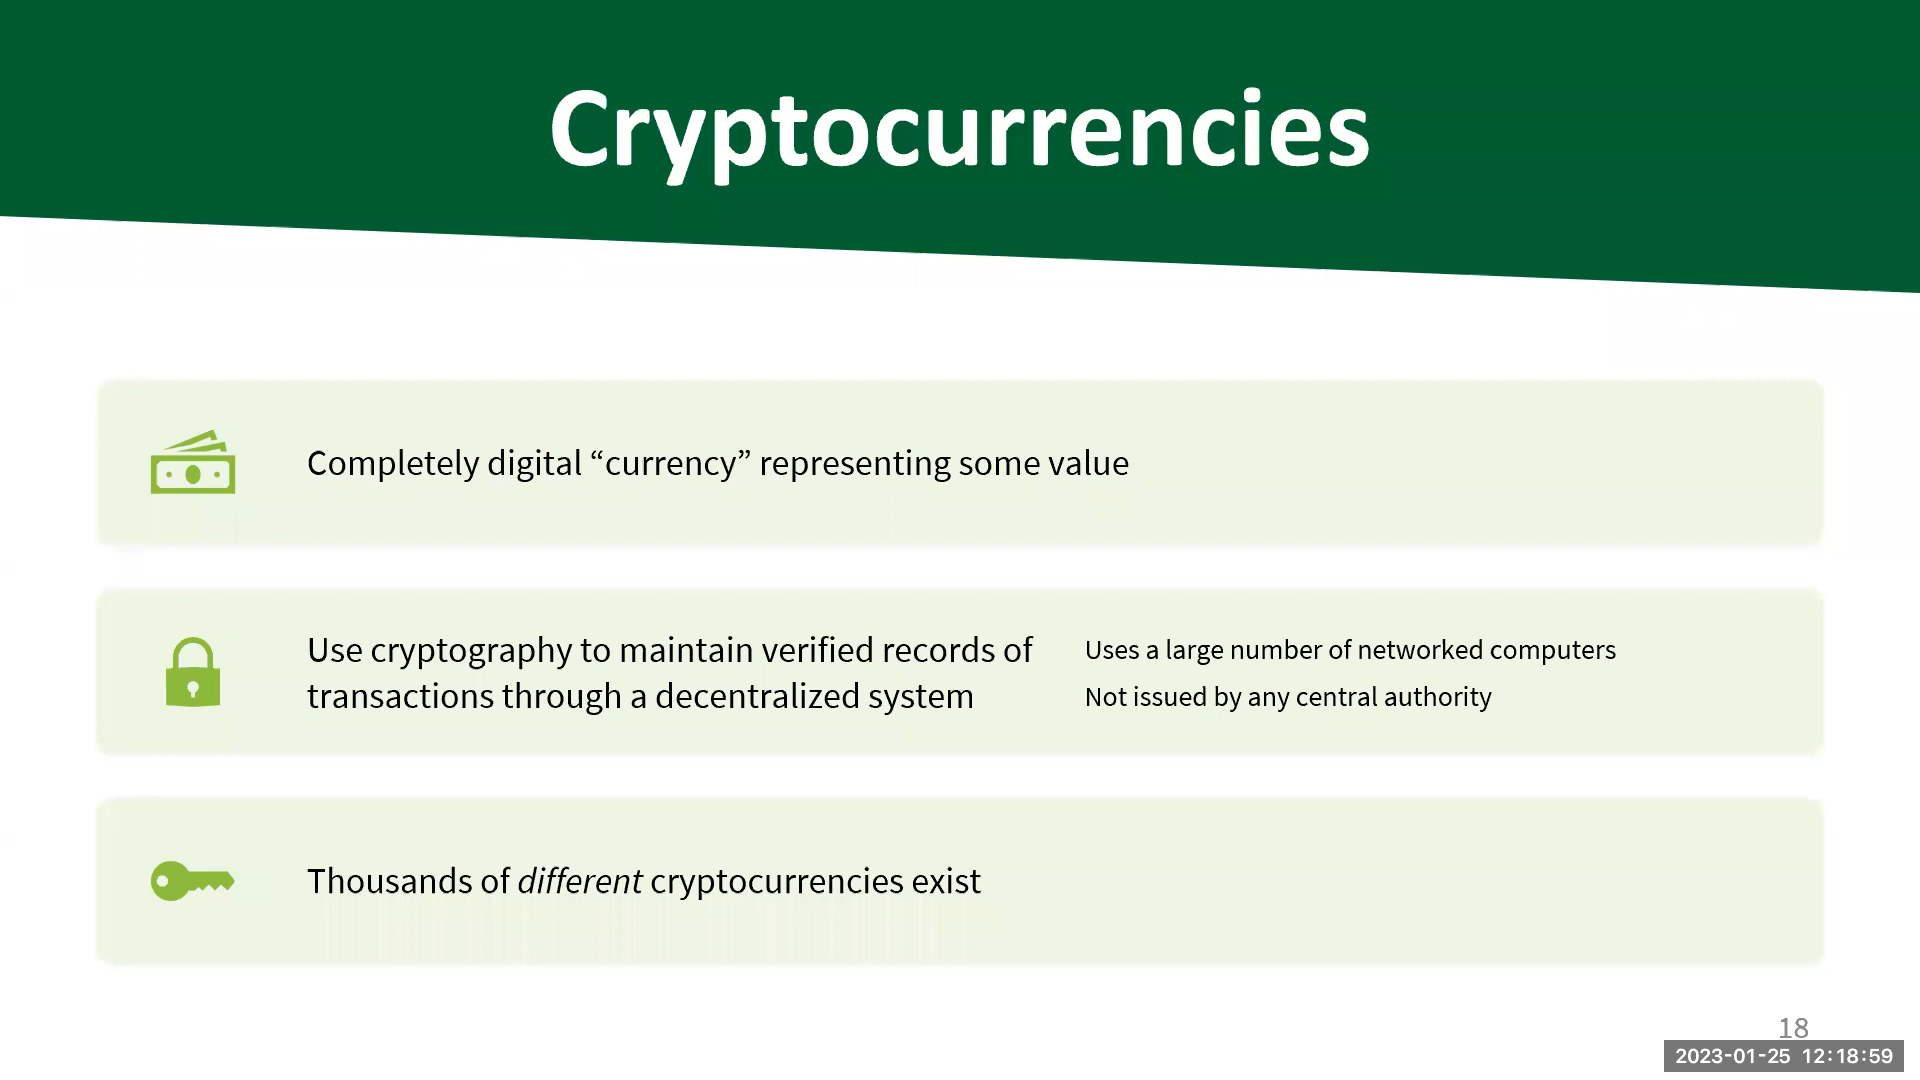 Cryptocurrencies
Completely digital “currency” representing some value
Use cryptography to maintain verified records of
transactions through a decentralized system
Uses a large number of networked computers
Not issued by any central authority
Thousands of different cryptocurrencies exist
18
2023-01-25 12:18:59